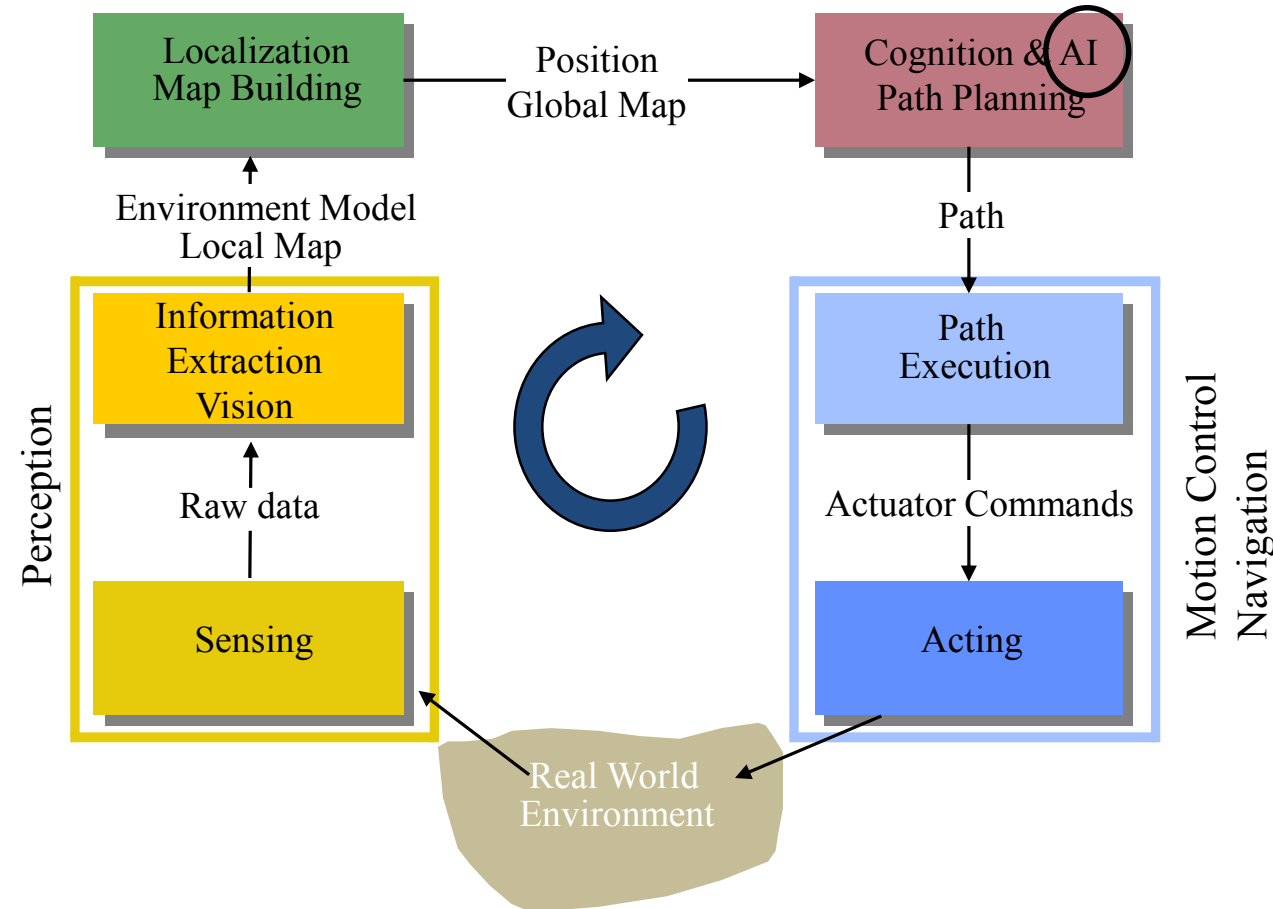 Localization
Map Building
Position
Global Map
Cognition & AI
Path Planning
Environment Model
Local Map
Path
Information
Extraction
Vision
Path
Execution
Perception
Raw data
Actuator Commands
Motion Control
Navigation
Sensing
Acting
Real World
Environment